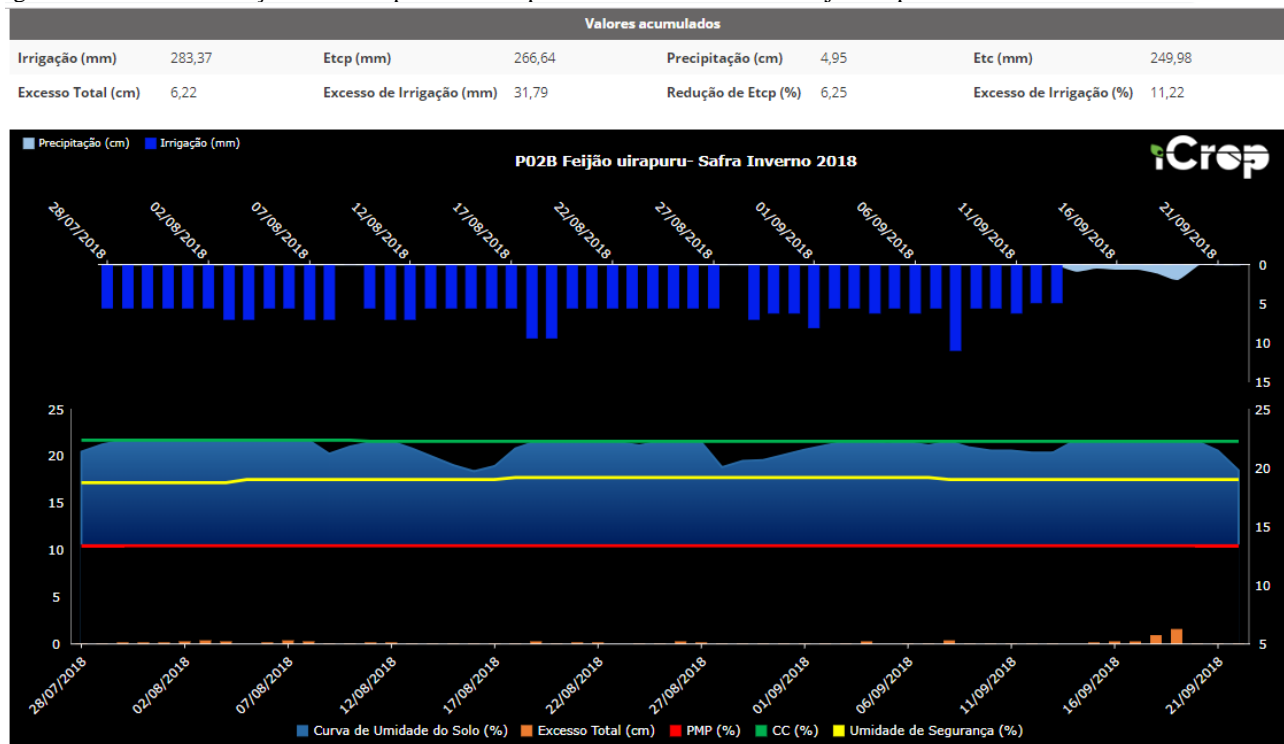 Valores acumulados
Irrigação (mm) 283,37 Etcp (mm) 266,64 Precipitação (cm) 4,95 Etc (mm) 249,98
Excesso Total (cm) 6,22 Excesso de Irrigação (mm) 31,79 Redução de Etcp (%) 6,25 Excesso de Irrigação (%) 11,22
Precipitação (cm) Irrigação (mm)
iCrop
P02B Feijão uirapuru- Safra Inverno 2018
28/07/2018 02/08/2018 07/08/2018 12/08/2018 17/08/2018 22/08/2018 27/08/2018 01/09/2018 06/09/2018 11/09/2018 16/09/2018 21/09/2018
0
5
10
15
25 25
20 20
15 15
10 10
5
0 5
28/07/2018 02/08/2018 07/08/2018 12/08/2018 17/08/2018 22/08/2018 27/08/2018 01/09/2018 06/09/2018 11/09/2018 16/09/2018 21/09/2018
Curva de Umidade do Solo (%) Excesso Total (cm) PMP (%) CC (%) Umidade de Segurança (%)